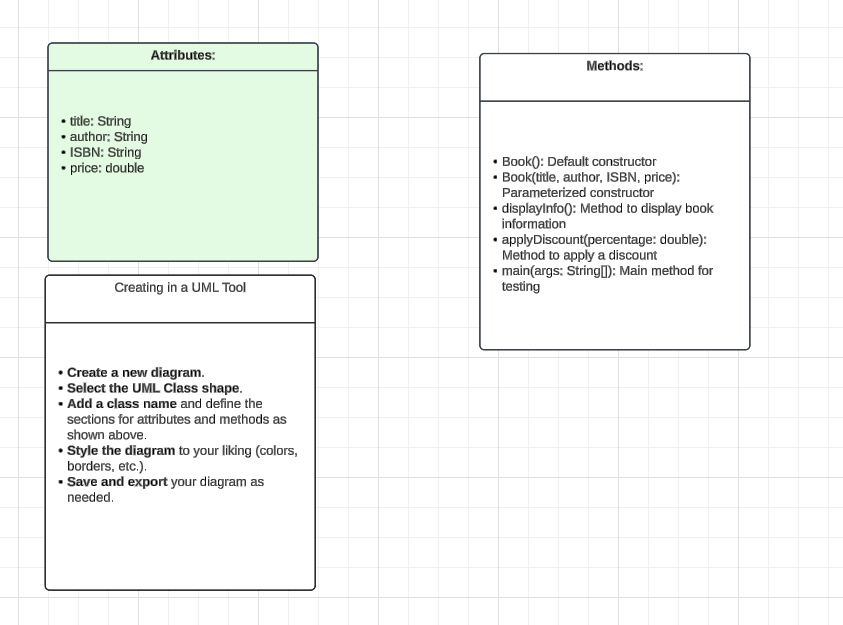 Attributes:
• title: String
• author: String
• ISBN: String
• price: double
Creating in a UML Tool
• Create a new diagram.
• Select the UML Class shape.
• Add a class name and define the
sections for attributes and methods as
shown above.
• Style the diagram to your liking (colors,
borders, etc.).
• Save and export your diagram as
needed.
Methods:
• Book(): Default constructor
• Book(title, author, ISBN, price):
Parameterized constructor
• displayInfo(): Method to display book
information
• applyDiscount(percentage: double):
Method to apply a discount
• main(args: String[]): Main method for
testing